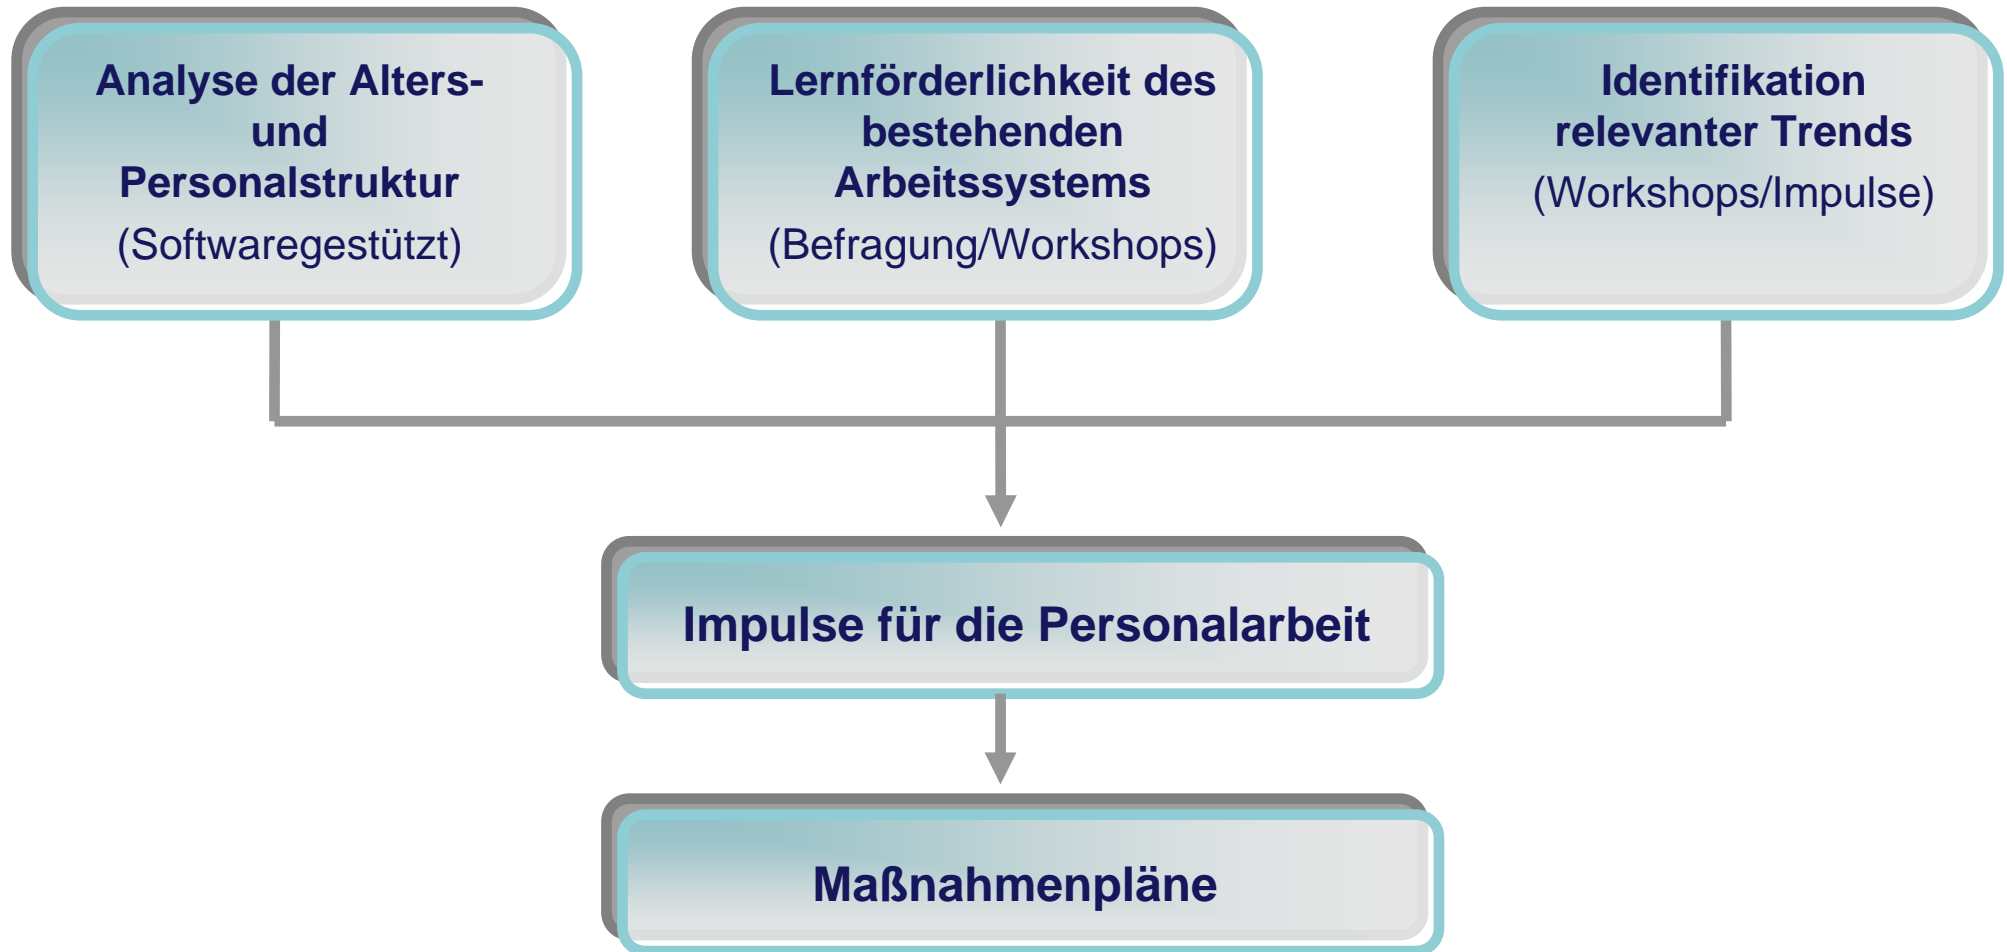 Analyse der Alters-
und
Personalstruktur
(Softwaregestützt)
Lernförderlichkeit des
bestehenden
Arbeitssystems
(Befragung/Workshops)
Identifikation
relevanter Trends
(Workshops/Impulse)
Impulse für die Personalarbeit
Maßnahmenpläne